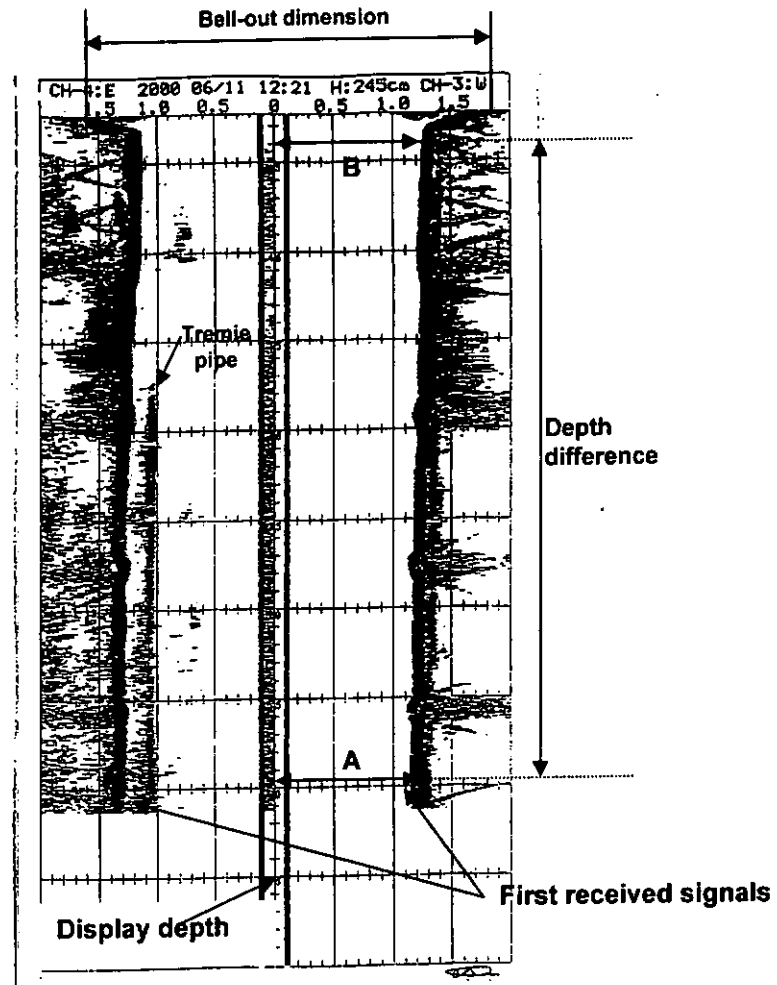 Bell-out dimension
CH-4:E 2000 06/11 12:21 H:245cm CH-3:W
1.5 1.0 0.5 0 0.5 1.0 1.5
B
Tremie
pipe
Depth
difference
A
First received signals
Display depth